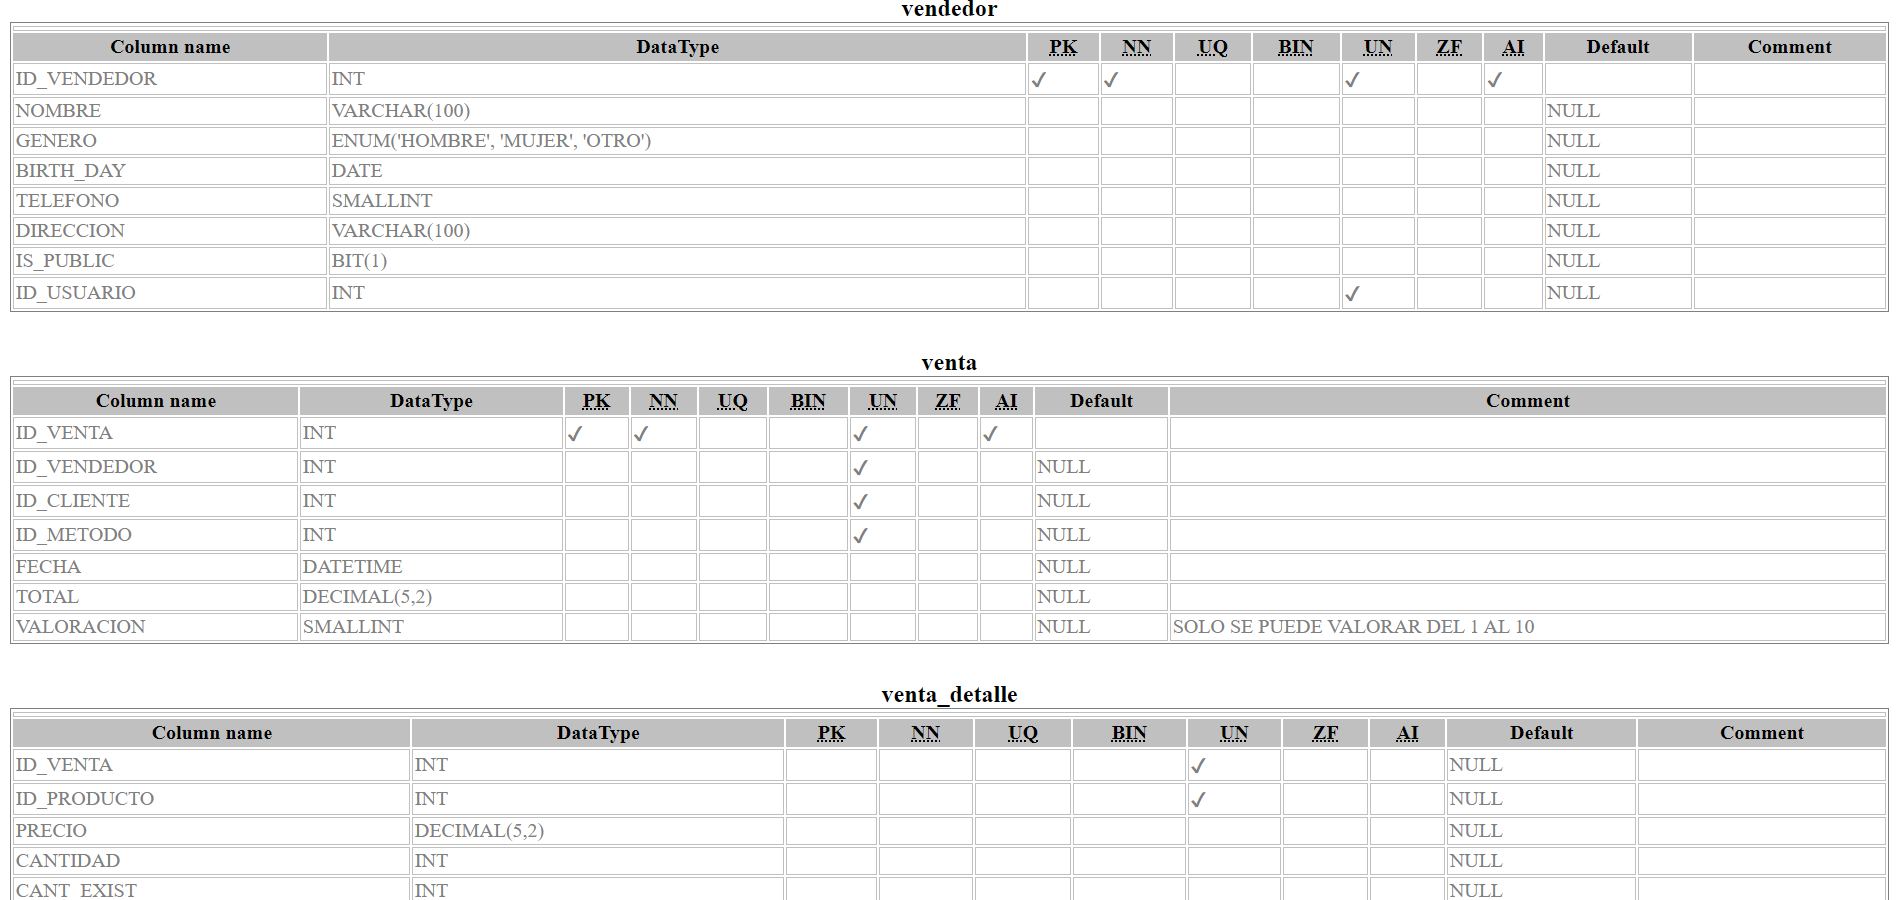 vendedor
Column name DataType PK NN UQ BIN UN ZF AI Default Comment
ID_VENDEDOR INT ✓ ✓ ✓ ✓
NOMBRE VARCHAR(100) NULL
GENERO ENUM('HOMBRE', 'MUJER', 'OTRO') NULL
BIRTH_DAY DATE NULL
TELEFONO SMALLINT NULL
DIRECCION VARCHAR(100) NULL
IS_PUBLIC BIT(1) NULL
ID_USUARIO INT ✓ NULL
venta
Column name DataType PK NN UQ BIN UN ZF AI Default Comment
ID_VENTA INT ✓ ✓ ✓ ✓
ID_VENDEDOR INT ✓ NULL
ID_CLIENTE INT ✓ NULL
ID_METODO INT ✓ NULL
FECHA DATETIME NULL
TOTAL DECIMAL(5,2) NULL
VALORACION SMALLINT NULL SOLO SE PUEDE VALORAR DEL 1 AL 10
venta_detalle
Column name DataType PK NN UQ BIN UN ZF AI Default Comment
ID_VENTA INT ✓ NULL
ID_PRODUCTO INT ✓ NULL
PRECIO DECIMAL(5,2) NULL
CANTIDAD INT NULL
CANT_EXIST INT NULL